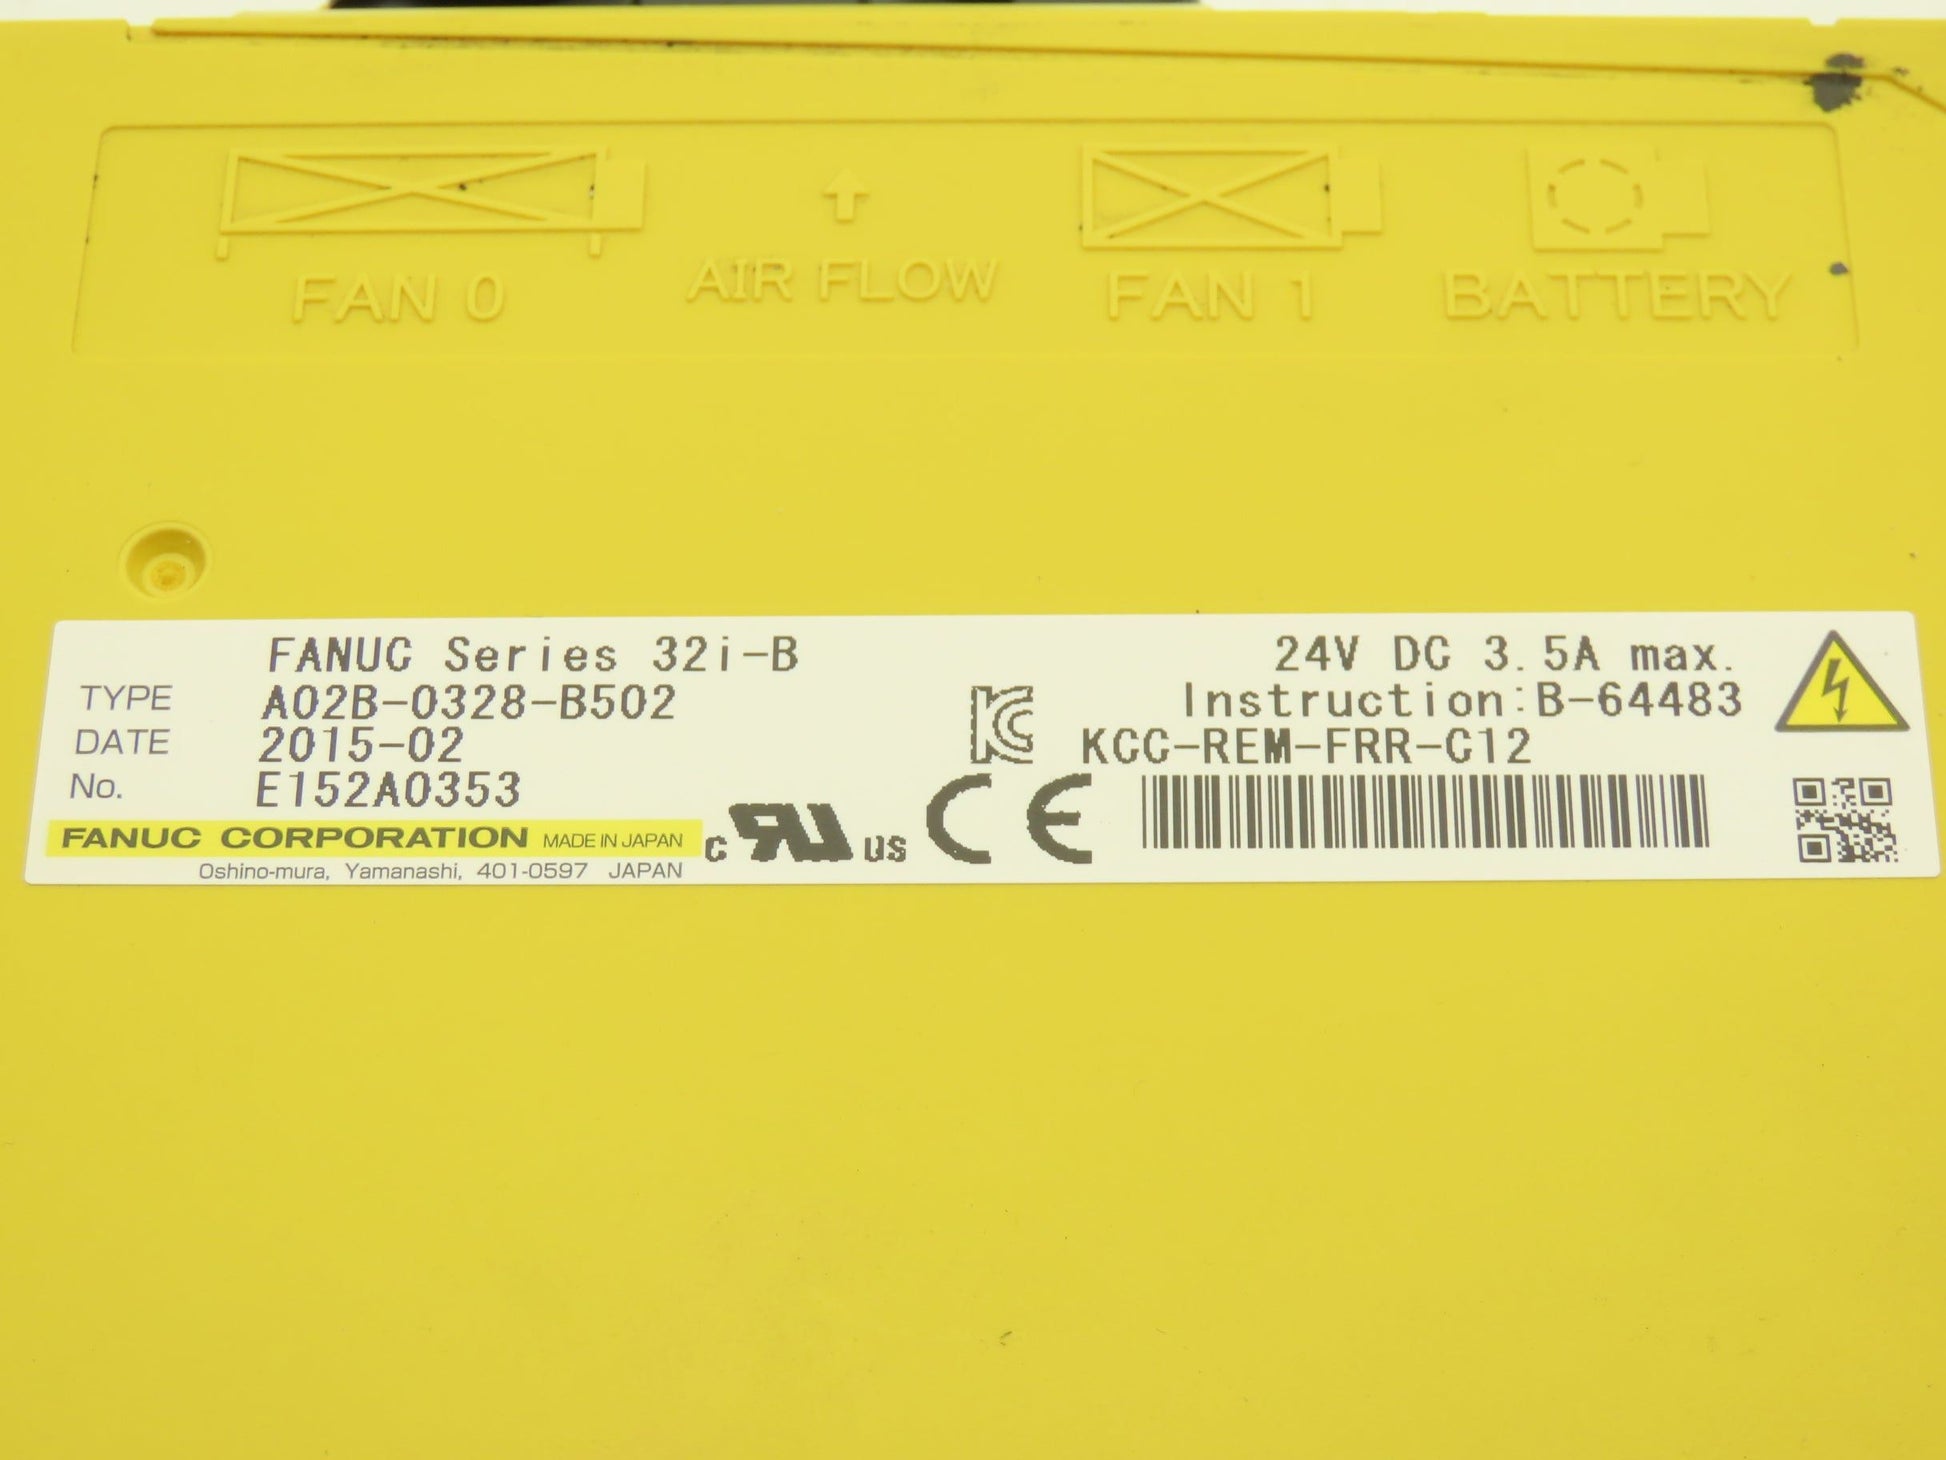 FAN 0 AIR FLOW FAN 1 BATTERY
FANUC Series 32i-B 24V DC 3.5A max.
TYPE A02B-0328-B502 Instruction:B-64483
DATE 2015-02 KC KCC-REM-FRR-C12
No. E152A0353
FANUC CORPORATION MADE IN JAPAN c RU us CE
Oshino-mura, Yamanashi, 401-0597 JAPAN